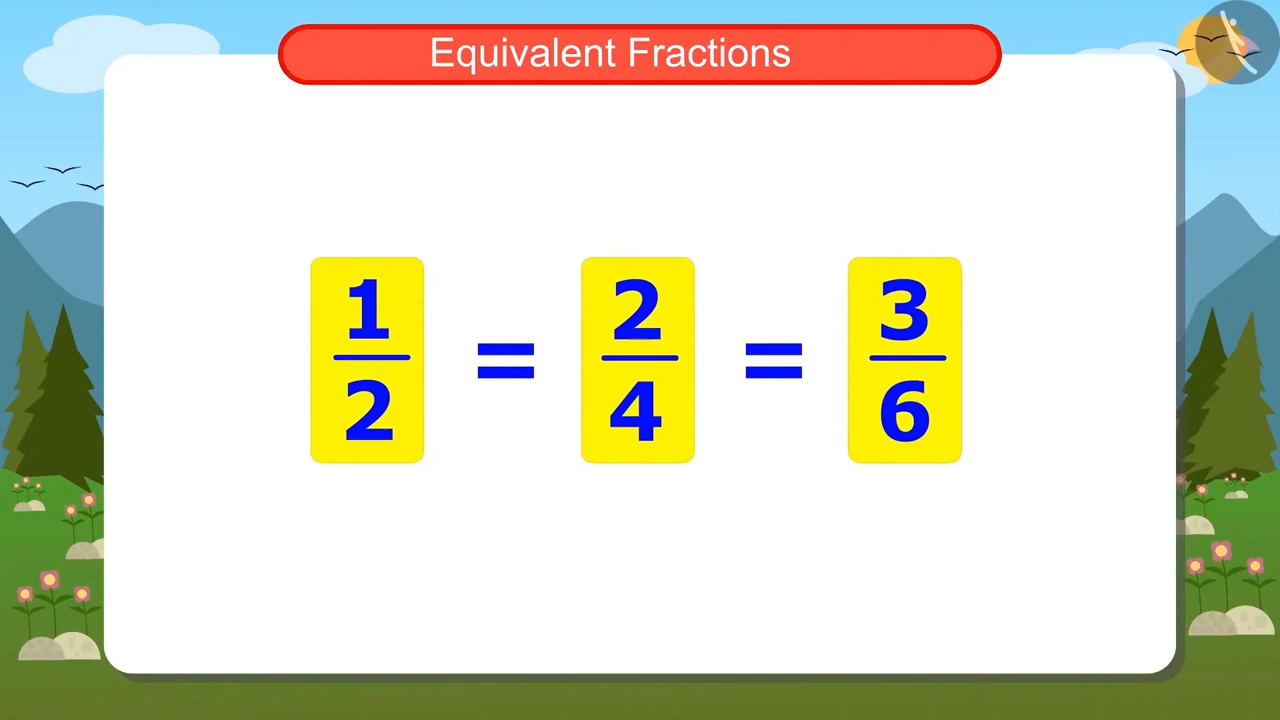 Equivalent Fractions
1/2 = 2/4 = 3/6